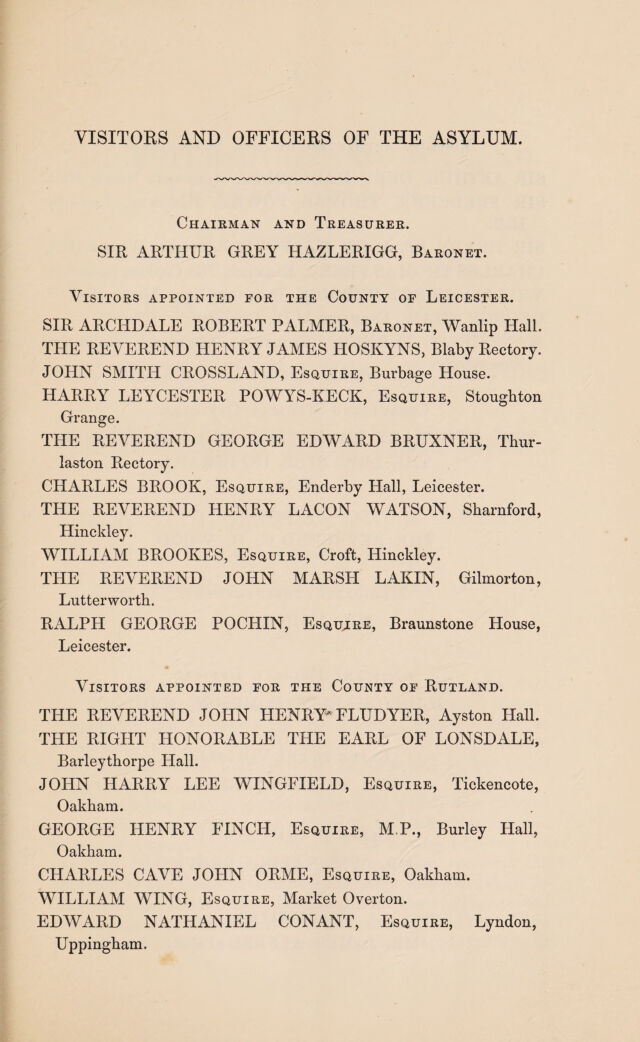 VISITORS AND OFFICERS OF THE ASYLUM.
CHAIRMAN AND TREASURER.
SIR ARTHUR GREY HAZLERIGG, BARONET.
VISITORS APPOINTED FOR THE COUNTY OF LEICESTER.
SIR ARCHDALE ROBERT PALMER, BARONET, Wanlip Hall.
THE REVEREND HENRY JAMES HOSKYNS, Blaby Rectory.
JOHN SMITH CROSSLAND, ESQUIRE, Burbage House.
HARRY LEYCESTER POWYS-KECK, ESQUIRE, Stoughton
Grange.
THE REVEREND GEORGE EDWARD BRUXNER, Thur-
laston Rectory.
CHARLES BROOK, ESQUIRE, Enderby Hall, Leicester.
THE REVEREND HENRY LACON WATSON, Sharnford,
Hinckley.
WILLIAM BROOKES, ESQUIRE, Croft, Hinckley.
THE REVEREND JOHN MARSH LAKIN, Gilmorton,
Lutterworth.
RALPH GEORGE POCHIN, ESQUIRE, Braunstone House,
Leicester.
VISITORS APPOINTED FOR THE COUNTY OF RUTLAND.
THE REVEREND JOHN HENRY FLUDYER, Ayston Hall.
THE RIGHT HONORABLE THE EARL OF LONSDALE,
Barleythorpe Hall.
JOHN HARRY LEE WINGFIELD, ESQUIRE, Tickencote,
Oakham.
GEORGE HENRY FINCH, ESQUIRE, M.P., Burley Hall,
Oakham.
CHARLES CAVE JOHN ORME, ESQUIRE, Oakham.
WILLIAM WING, ESQUIRE, Market Overton.
EDWARD NATHANIEL CONANT, ESQUIRE, Lyndon,
Uppingham.